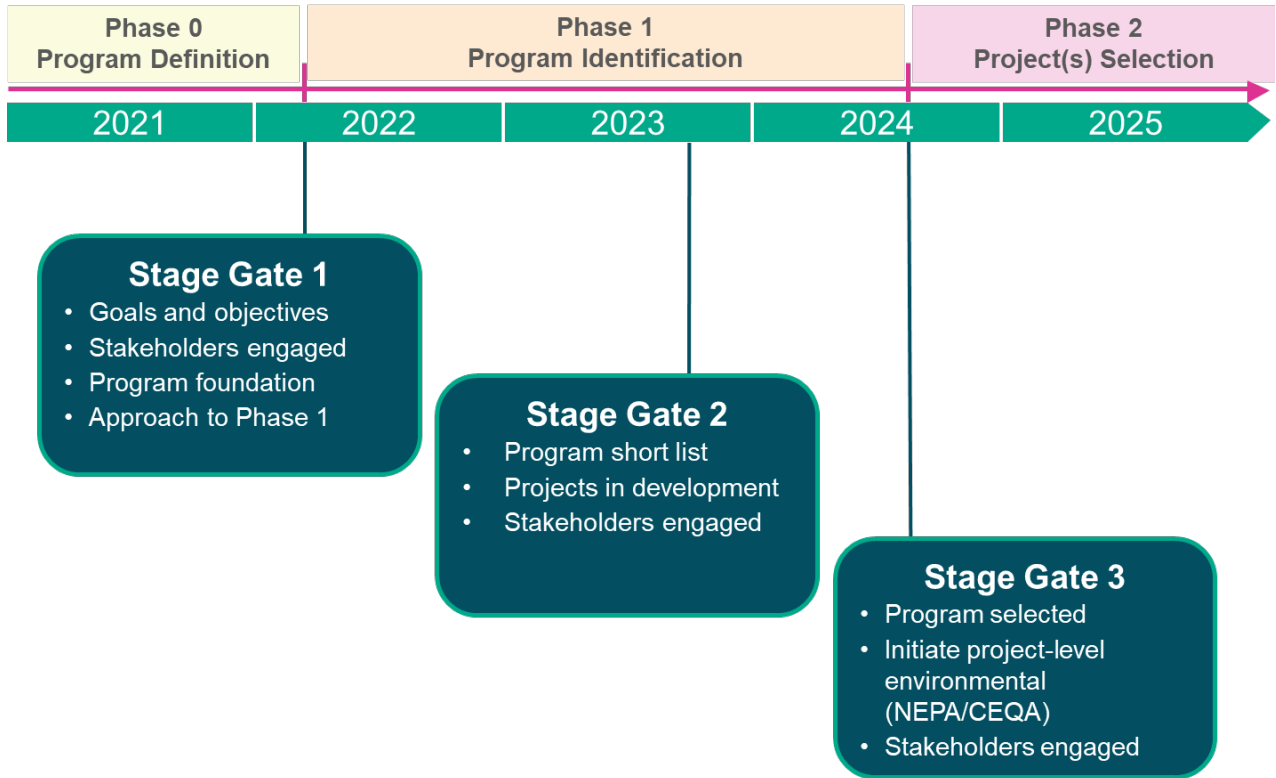 Phase 0
Program Definition
Phase 1
Program Identification
Phase 2
Project(s) Selection
2021
2022
2023
2024
2025
Stage Gate 1
• Goals and objectives
• Stakeholders engaged
• Program foundation
• Approach to Phase 1
Stage Gate 2
• Program short list
• Projects in development
• Stakeholders engaged
Stage Gate 3
• Program selected
• Initiate project-level
environmental
(NEPA/CEQA)
• Stakeholders engaged